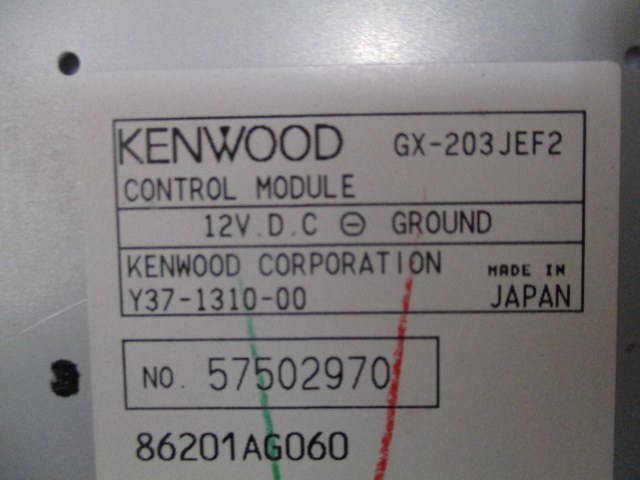 KENWOOD GX-203JEF2
CONTROL MODULE
12V.D.C ⊖ GROUND
KENWOOD CORPORATION MADE IN
Y37-1310-00 JAPAN
NO. 57502970
86201AG060